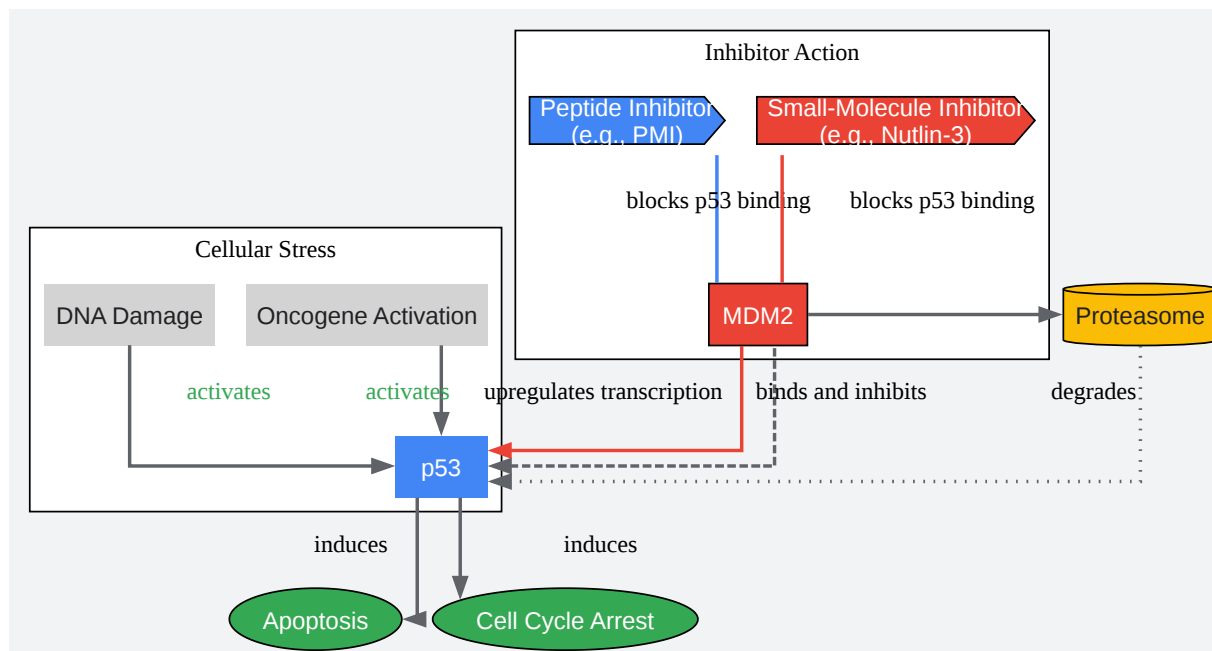 Inhibitor Action
Peptide Inhibitor
(e.g., PMI)
Small-Molecule Inhibitor
(e.g., Nutlin-3)
blocks p53 binding
blocks p53 binding
Cellular Stress
DNA Damage
Oncogene Activation
MDM2
Proteasome
activates
activates
upregulates transcription
binds and inhibits
degrades
p53
induces
induces
Apoptosis
Cell Cycle Arrest